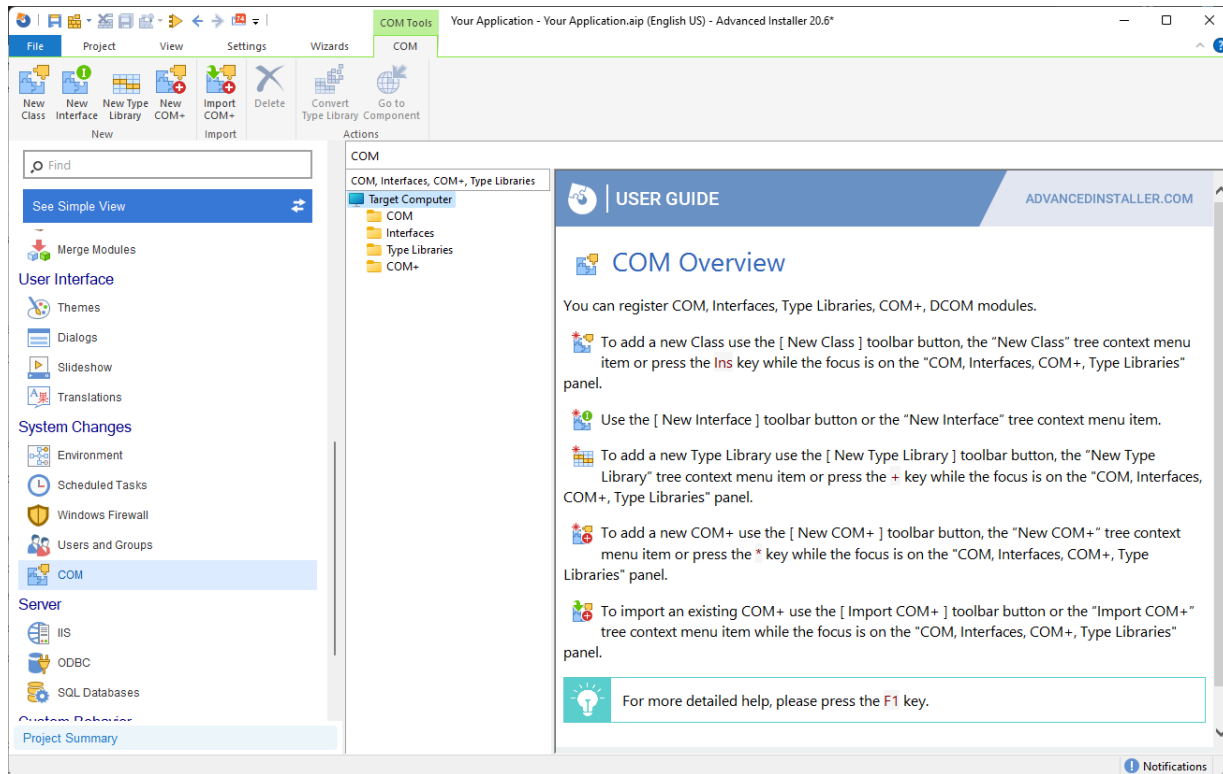 74
COM Tools
Your Application - Your Application.aip (English US) - Advanced Installer 20.6*
File
Project
View
Settings
Wizards
COM
New Class
New Interface
New Type Library
New COM+
Import COM+
Delete
Convert Type Library
Go to Component
New
Import
Actions
Find
See Simple View
Merge Modules
User Interface
Themes
Dialogs
Slideshow
Translations
System Changes
Environment
Scheduled Tasks
Windows Firewall
Users and Groups
COM
Server
IIS
ODBC
SQL Databases
Custom Behavior
Project Summary
COM
COM, Interfaces, COM+, Type Libraries
Target Computer
COM
Interfaces
Type Libraries
COM+
USER GUIDE
ADVANCEDINSTALLER.COM
COM Overview
You can register COM, Interfaces, Type Libraries, COM+, DCOM modules.
To add a new Class use the [ New Class ] toolbar button, the “New Class” tree context menu
item or press the Ins key while the focus is on the "COM, Interfaces, COM+, Type Libraries"
panel.
Use the [ New Interface ] toolbar button or the “New Interface” tree context menu item.
To add a new Type Library use the [ New Type Library ] toolbar button, the “New Type
Library” tree context menu item or press the + key while the focus is on the "COM, Interfaces,
COM+, Type Libraries" panel.
To add a new COM+ use the [ New COM+ ] toolbar button, the “New COM+” tree context
menu item or press the * key while the focus is on the "COM, Interfaces, COM+, Type
Libraries" panel.
To import an existing COM+ use the [ Import COM+ ] toolbar button or the “Import COM+”
tree context menu item while the focus is on the "COM, Interfaces, COM+, Type Libraries"
panel.
For more detailed help, please press the F1 key.
Notifications